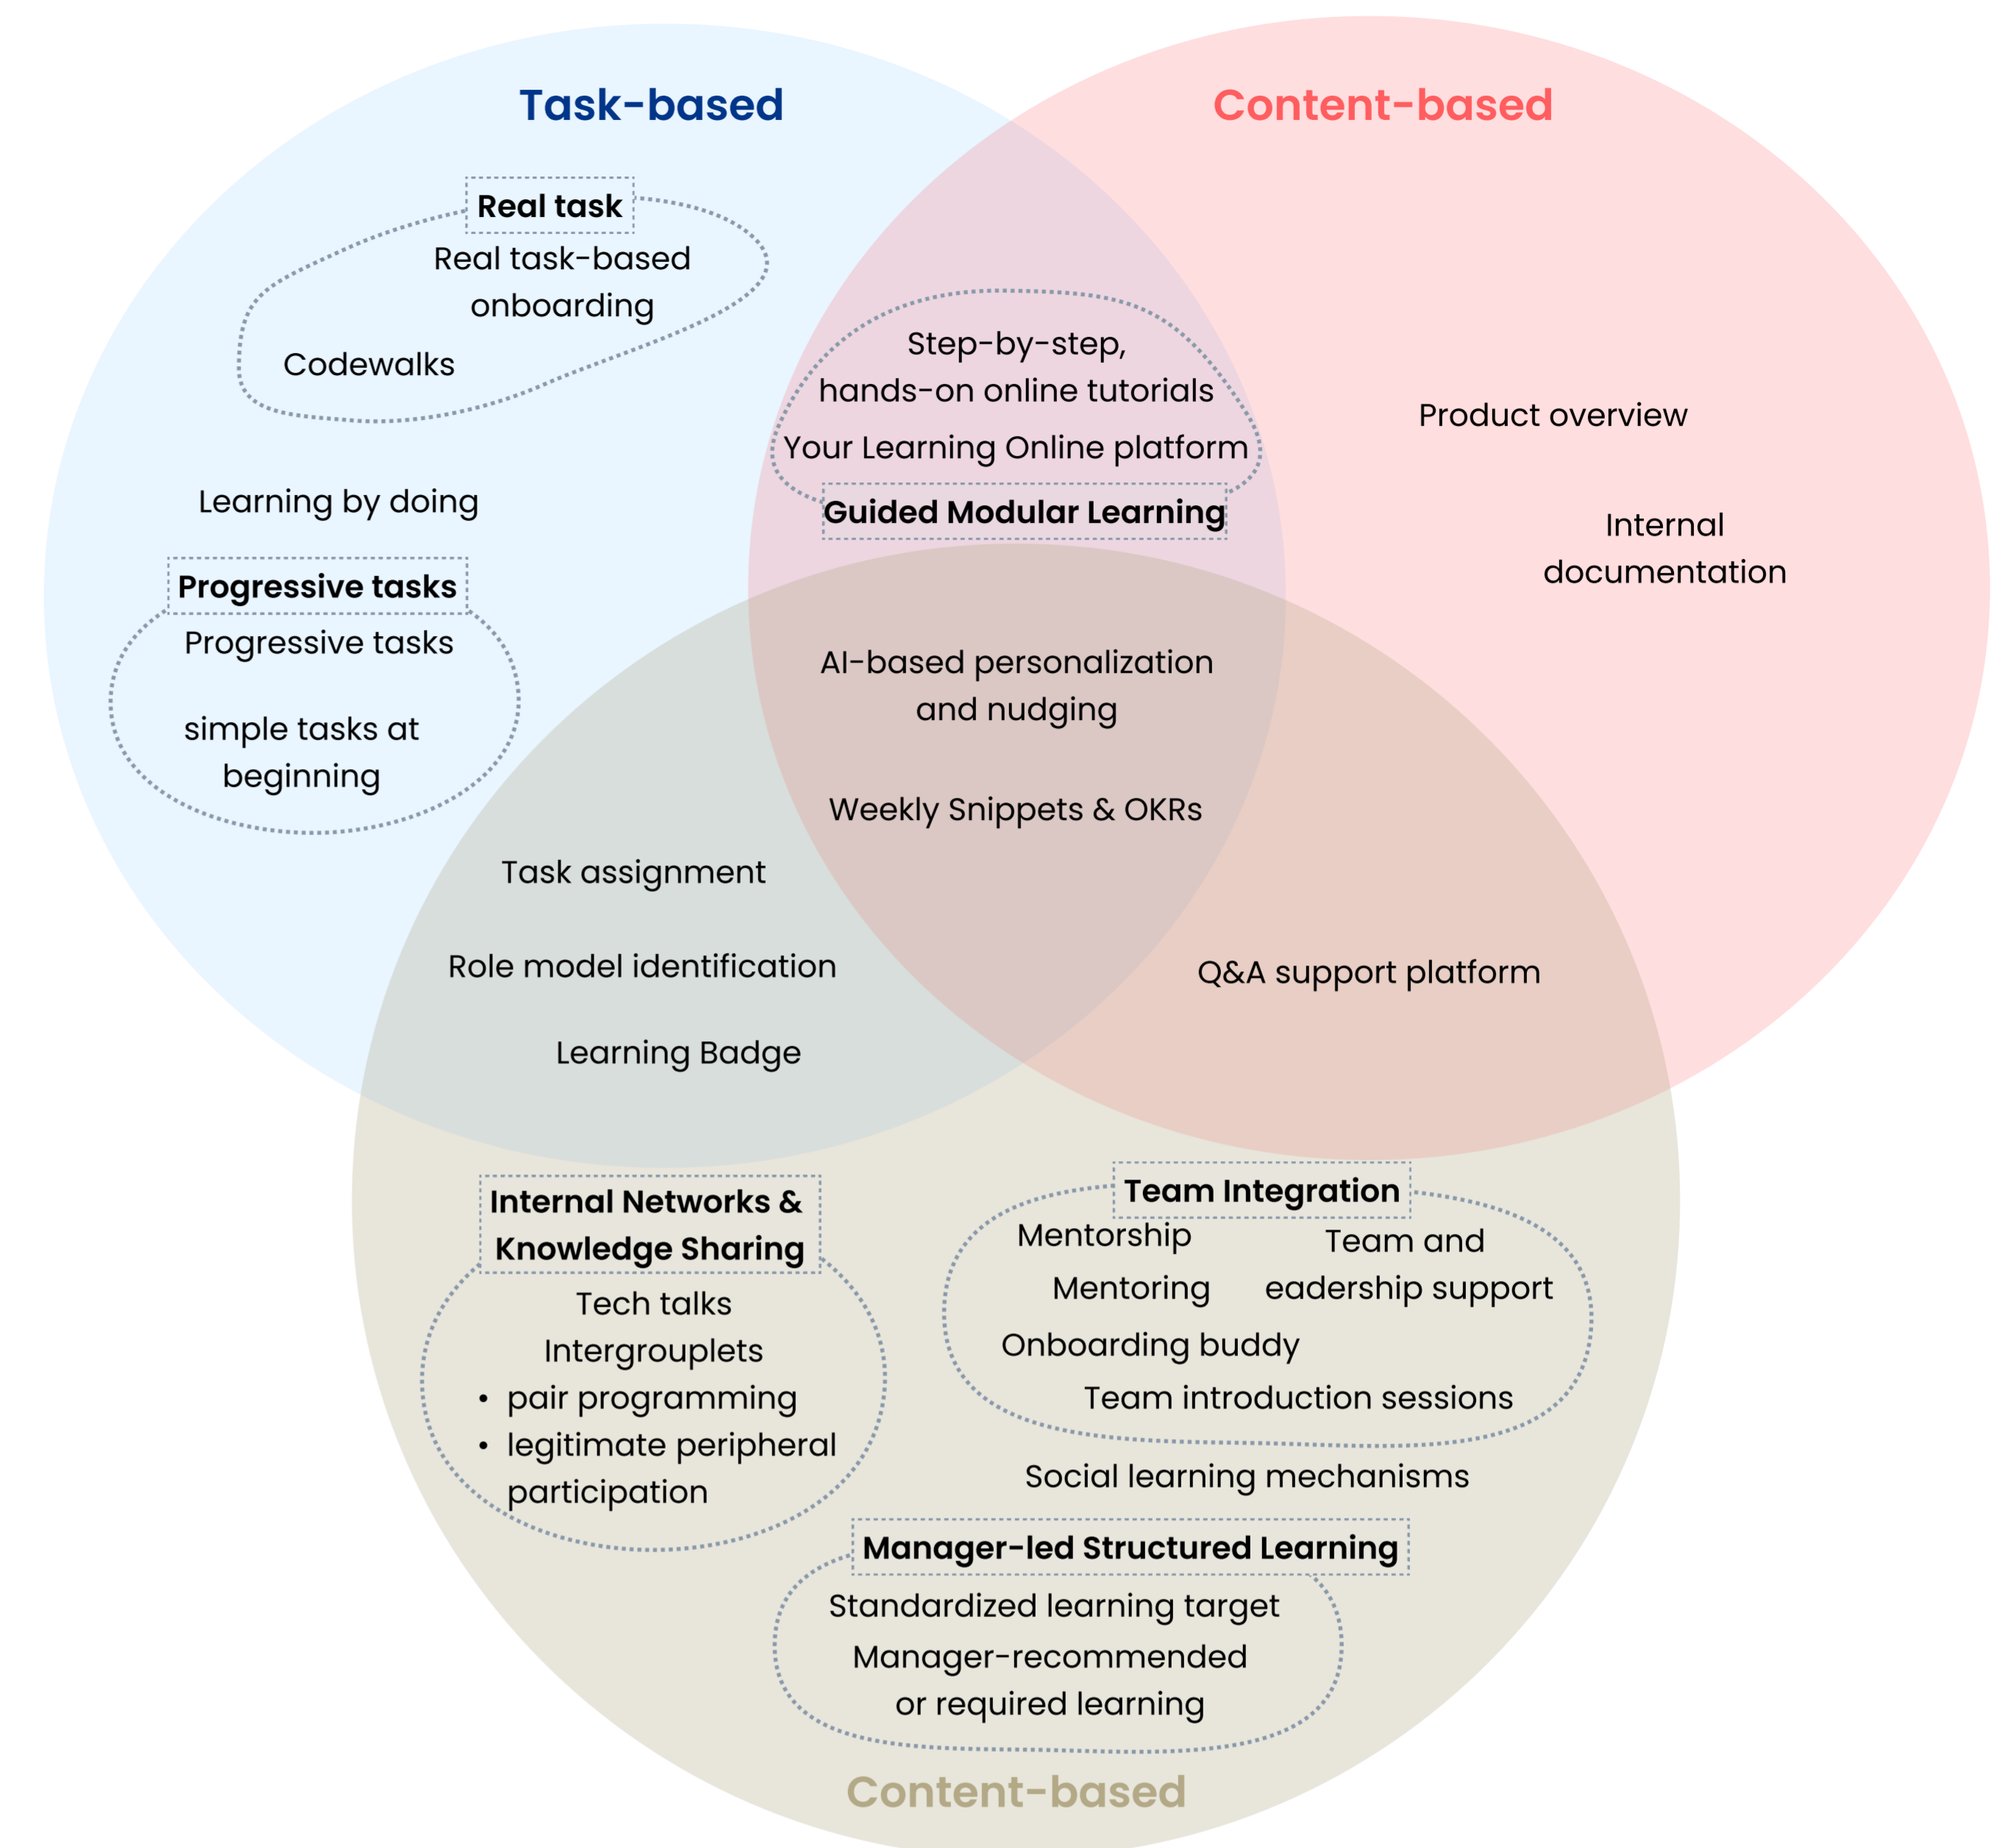 Task-based
Content-based
Real task
Real task-based
onboarding
Codewalks
Step-by-step,
hands-on online tutorials
Your Learning Online platform
Guided Modular Learning
Product overview
Internal
documentation
Learning by doing
Progressive tasks
Progressive tasks
simple tasks at
beginning
AI-based personalization
and nudging
Weekly Snippets & OKRs
Task assignment
Role model identification
Learning Badge
Q&A support platform
Internal Networks &
Knowledge Sharing
Tech talks
Intergrouplets
• pair programming
• legitimate peripheral
participation
Team Integration
Mentorship
Mentoring
Team and
eadership support
Onboarding buddy
Team introduction sessions
Social learning mechanisms
Manager-led Structured Learning
Standardized learning target
Manager-recommended
or required learning
Content-based